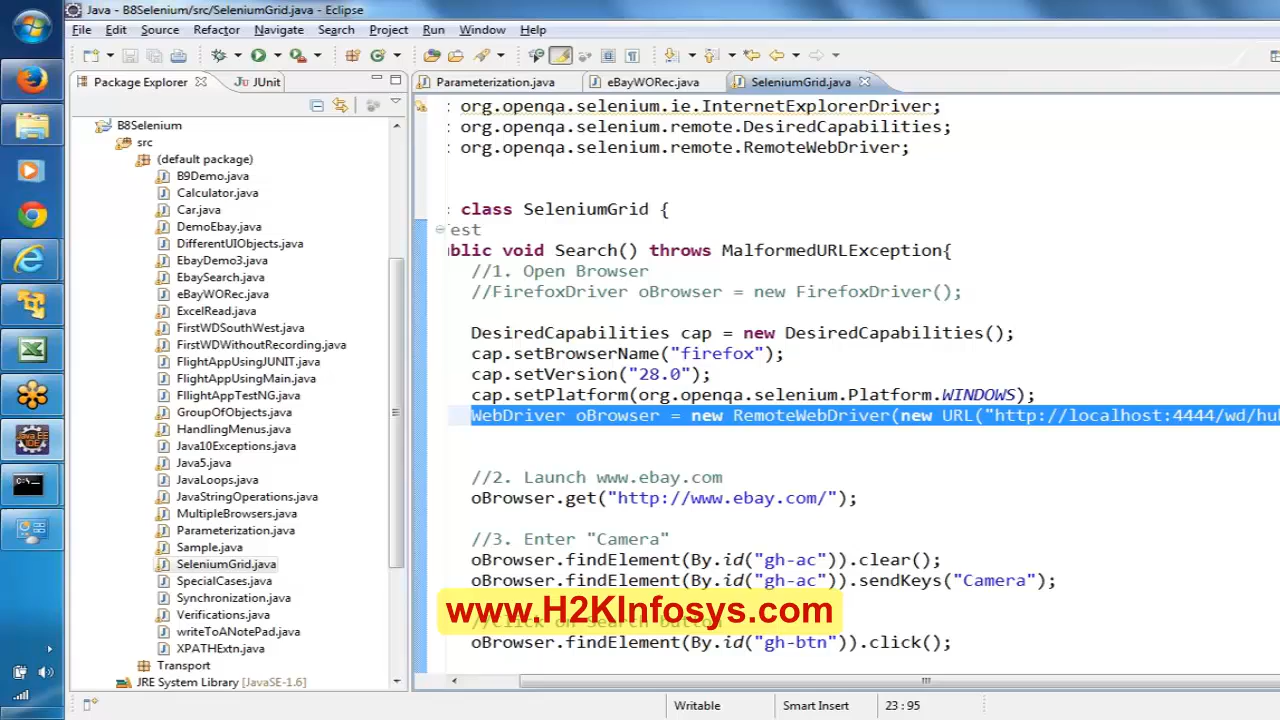 Java - B8Selenium/src/SeleniumGrid.java - Eclipse
File Edit Source Refactor Navigate Search Project Run Window Help
Package Explorer JUnit
Parameterization.java eBayWORec.java SeleniumGrid.java
B8Selenium
src
(default package)
B9Demo.java
Calculator.java
Car.java
DemoEbay.java
DifferentUIObjects.java
EbayDemo3.java
EbaySearch.java
eBayWORec.java
ExcelRead.java
FirstWDSouthWest.java
FirstWDWithoutRecording.java
FlightAppUsingJUNIT.java
FlightAppUsingMain.java
FllightAppTestNG.java
GroupOfObjects.java
HandlingMenus.java
Java10Exceptions.java
Java5.java
JavaLoops.java
JavaStringOperations.java
MultipleBrowsers.java
Parameterization.java
Sample.java
SeleniumGrid.java
SpecialCases.java
Synchronization.java
Verifications.java
writeToANotePad.java
XPATHExtn.java
Transport
JRE System Library [JavaSE-1.6]
: org.openqa.selenium.ie.InternetExplorerDriver;
: org.openqa.selenium.remote.DesiredCapabilities;
: org.openqa.selenium.remote.RemoteWebDriver;
: class SeleniumGrid {
est
blic void Search() throws MalformedURLException{
//1. Open Browser
//FirefoxDriver oBrowser = new FirefoxDriver();
DesiredCapabilities cap = new DesiredCapabilities();
cap.setBrowserName("firefox");
cap.setVersion("28.0");
cap.setPlatform(org.openqa.selenium.Platform.WINDOWS);
WebDriver oBrowser = new RemoteWebDriver(new URL("http://localhost:4444/wd/hu
//2. Launch www.ebay.com
oBrowser.get("http://www.ebay.com/");
//3. Enter "Camera"
oBrowser.findElement(By.id("gh-ac")).clear();
oBrowser.findElement(By.id("gh-ac")).sendKeys("Camera");
www.H2KInfosys.com
oBrowser.findElement(By.id("gh-btn")).click();
Writable Smart Insert 23 : 95